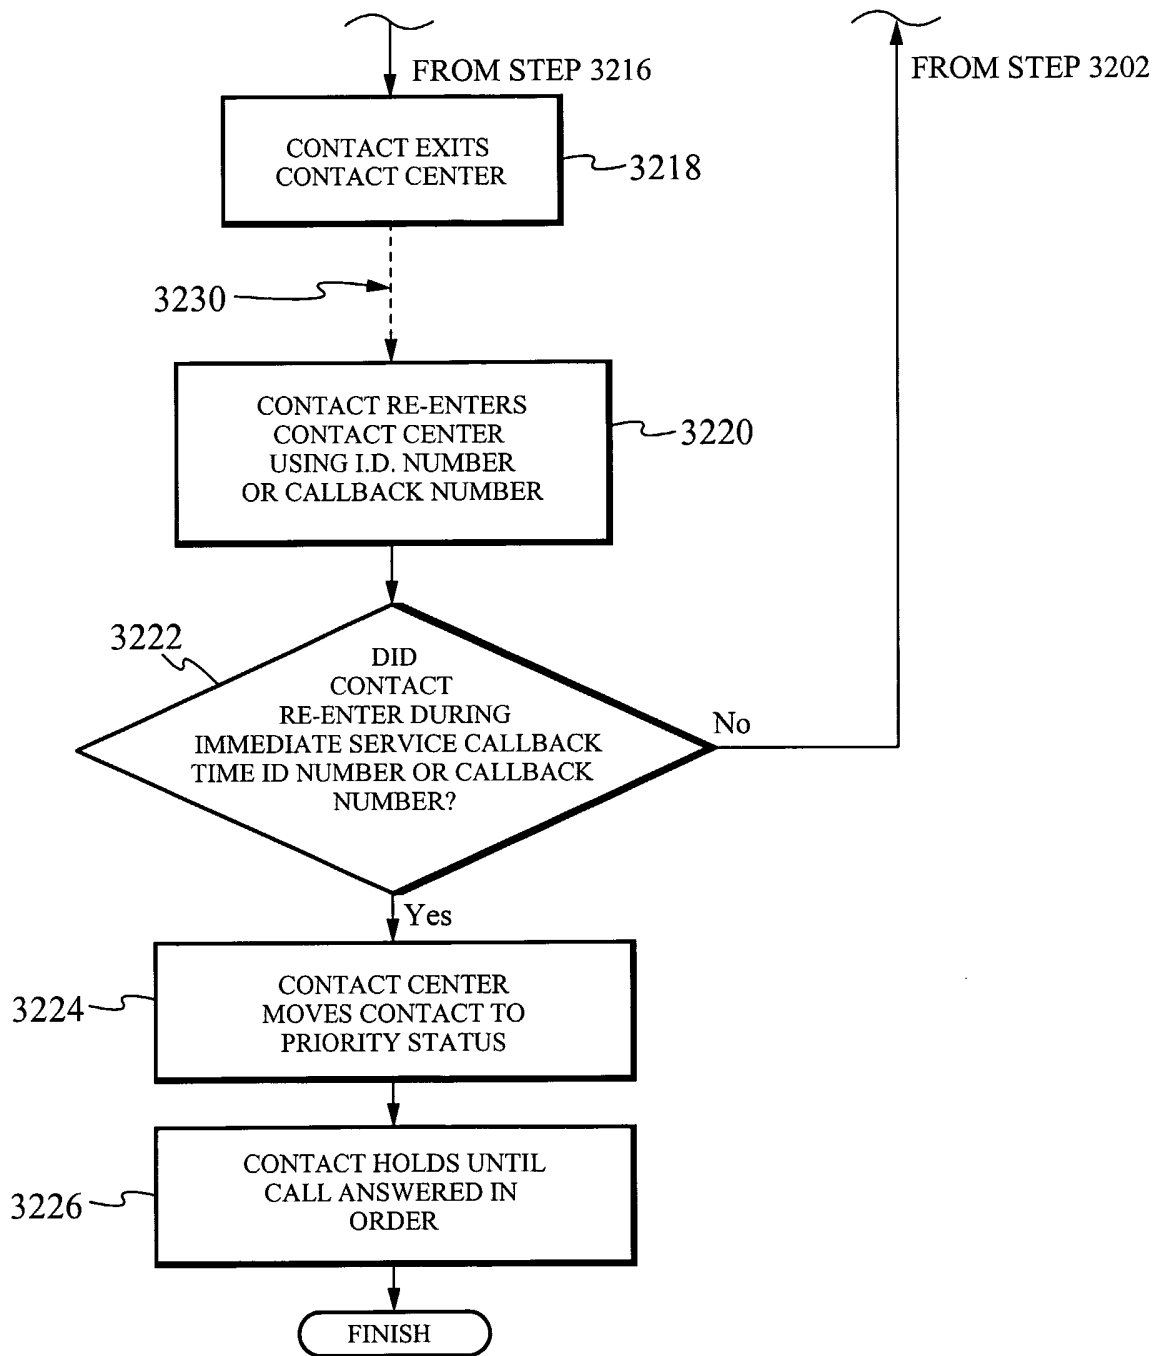 FROM STEP 3216
FROM STEP 3202
CONTACT EXITS
CONTACT CENTER
3218
3230
CONTACT RE-ENTERS
CONTACT CENTER
USING I.D. NUMBER
OR CALLBACK NUMBER
3220
3222
DID
CONTACT
RE-ENTER DURING
IMMEDIATE SERVICE CALLBACK
TIME ID NUMBER OR CALLBACK
NUMBER?
No
Yes
CONTACT CENTER
MOVES CONTACT TO
PRIORITY STATUS
3224
CONTACT HOLDS UNTIL
CALL ANSWERED IN
ORDER
3226
FINISH